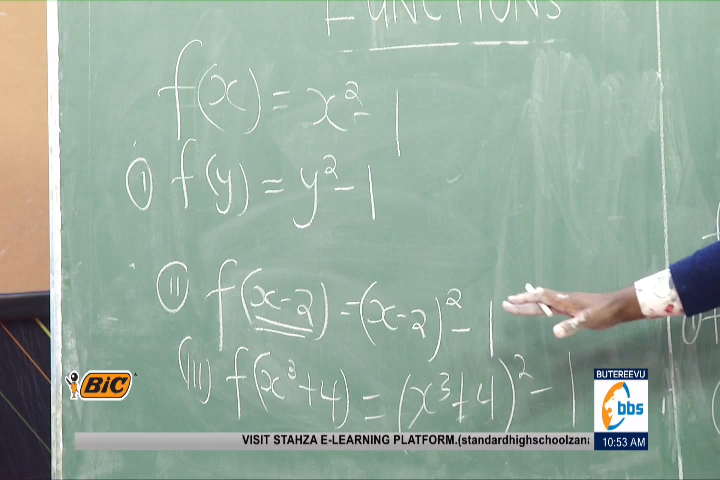 FUNCTIONS
f(x) = x² - 1
(i) f(y) = y² - 1
(ii) f(x-2) = (x-2)² - 1
(iii) f(x³+4) = (x³+4)² - 1
BiC
BUTEREEVU
bbs
10:53 AM
VISIT STAHZA E-LEARNING PLATFORM.(standardhighschoolzana